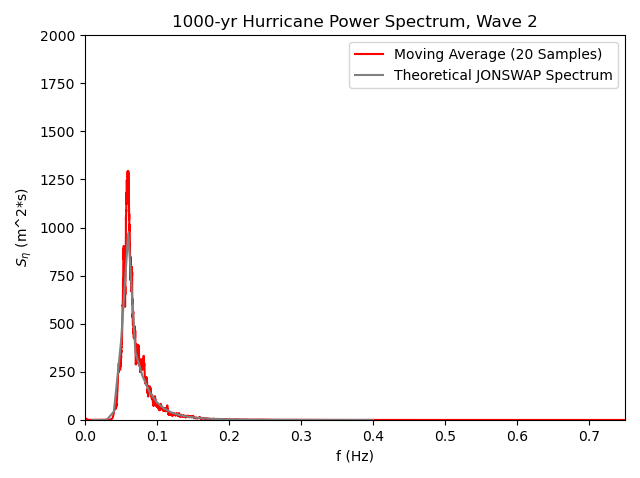 1000-yr Hurricane Power Spectrum, Wave 2
Moving Average (20 Samples)
Theoretical JONSWAP Spectrum
2000
1750
1500
1250
1000
750
500
250
0
S_η (m^2*s)
0.0 0.1 0.2 0.3 0.4 0.5 0.6 0.7
f (Hz)